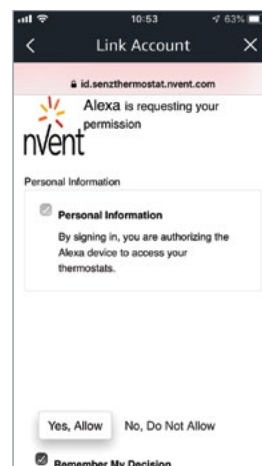 10:53
63%
Link Account
id.senzthermostat.nvent.com
nvent
Alexa is requesting your
permission
Personal Information
Personal Information
By signing in, you are authorizing the
Alexa device to access your
thermostats.
Yes, Allow No, Do Not Allow
Remember My Decision